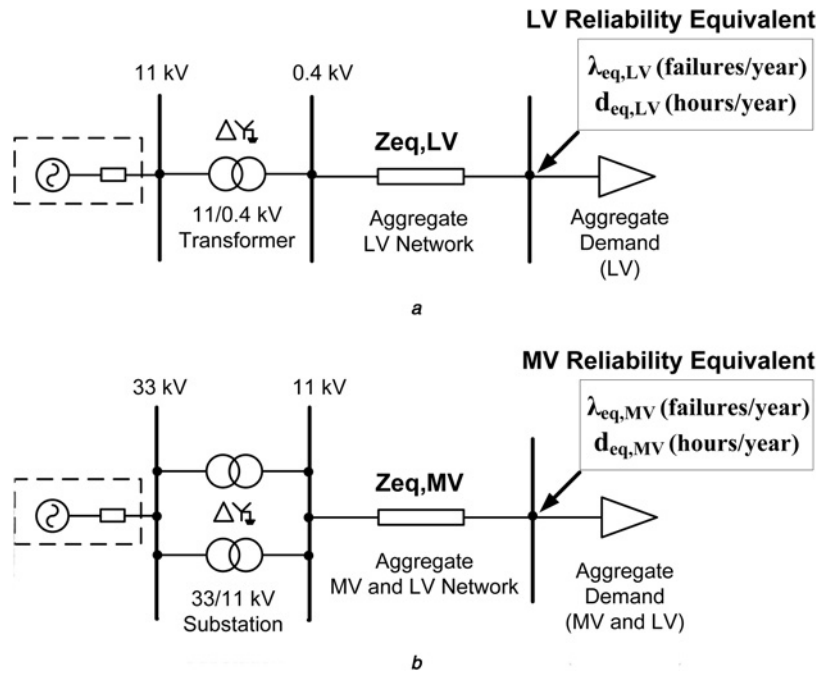 LV Reliability Equivalent
λeq,LV (failures/year)
deq,LV (hours/year)
11 kV
0.4 kV
Zeq,LV
11/0.4 kV
Transformer
Aggregate
LV Network
Aggregate
Demand
(LV)
a
MV Reliability Equivalent
λeq,MV (failures/year)
deq,MV (hours/year)
33 kV
11 kV
Zeq,MV
33/11 kV
Substation
Aggregate
MV and LV Network
Aggregate
Demand
(MV and LV)
b